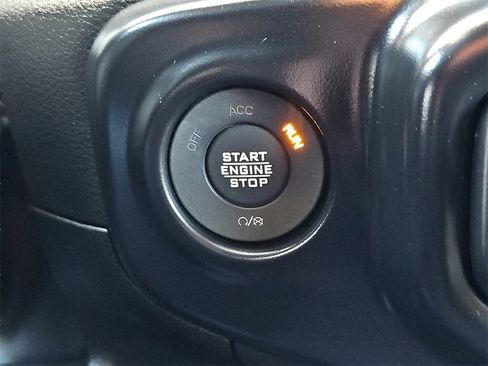 ACC
OFF
RUN
START
ENGINE
STOP